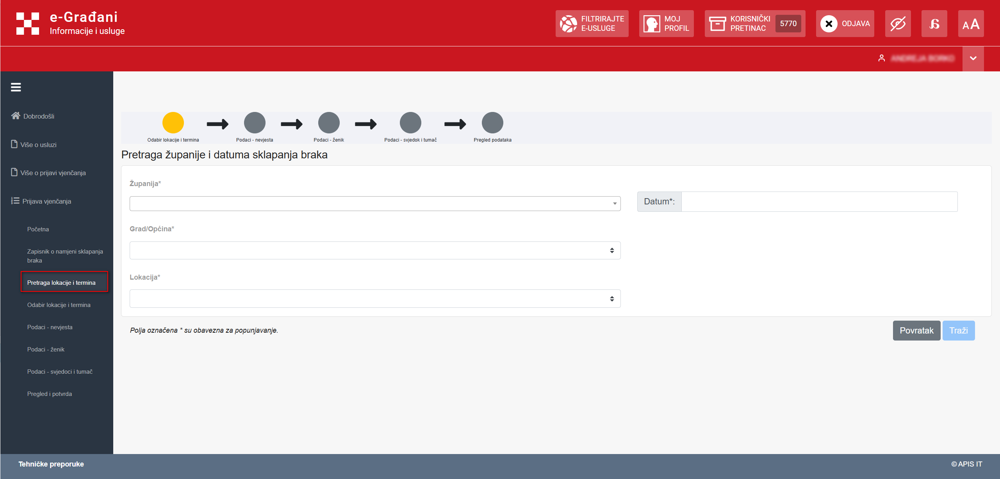 e-Građani
Informacije i usluge
FILTRIRAJTE
E-USLUGE
MOJ
PROFIL
KORISNIČKI
PRETINAC
5770
ODJAVA
AA
Dobrodošli
Više o usluzi
Više o prijavi vjenčanja
Prijava vjenčanja
Početna
Zapisnik o namjeni sklapanja
braka
Pretraga lokacije i termina
Odabir lokacije i termina
Podaci - nevjesta
Podaci - ženik
Podaci - svjedoci i tumač
Pregled i potvrda
Odabir lokacije i termina
Podaci - nevjesta
Podaci - ženik
Podaci - svjedok i tumač
Pregled podataka
Pretraga županije i datuma sklapanja braka
Županija*
Datum*:
Grad/Općina*
Lokacija*
Polja označena * su obavezna za popunjavanje.
Povratak
Traži
Tehničke preporuke
© APIS IT